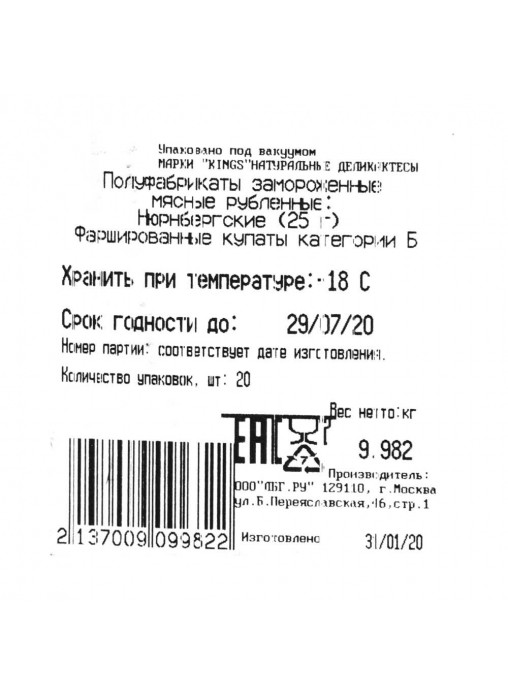 Упаковано под вакуумом
МАРКИ "KINGS"НАТУРАЛЬНЫЕ ДЕЛИКАТЕСЫ
Полуфабрикаты замороженные
мясные рубленные:
Нюрнбергские (25 г)
Фаршированные купаты категории Б
Хранить при температуре:-18 С
Срок годности до: 29/07/20
Номер партии: соответствует дате изготовления.
Количество упаковок, шт: 20
Вес нетто:кг
EAC
7
9.982
Производитель:
ООО"ЛБГ.РУ" 129110, г.Москва
ул.Б.Переяславская,46,стр.1
2 137009 099822
Изготовлено 31/01/20